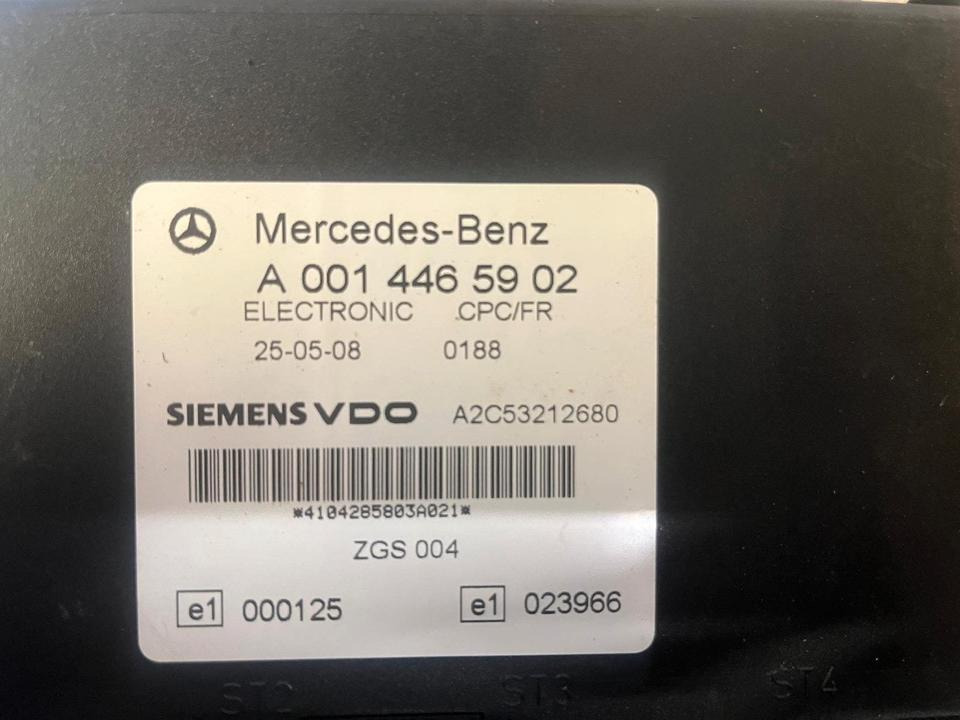 Mercedes-Benz
A 001 446 59 02
ELECTRONIC CPC/FR
25-05-08 0188
SIEMENS VDO A2C53212680
*4104285803A021*
ZGS 004
e1 000125 e1 023966
ST2 ST3 ST4